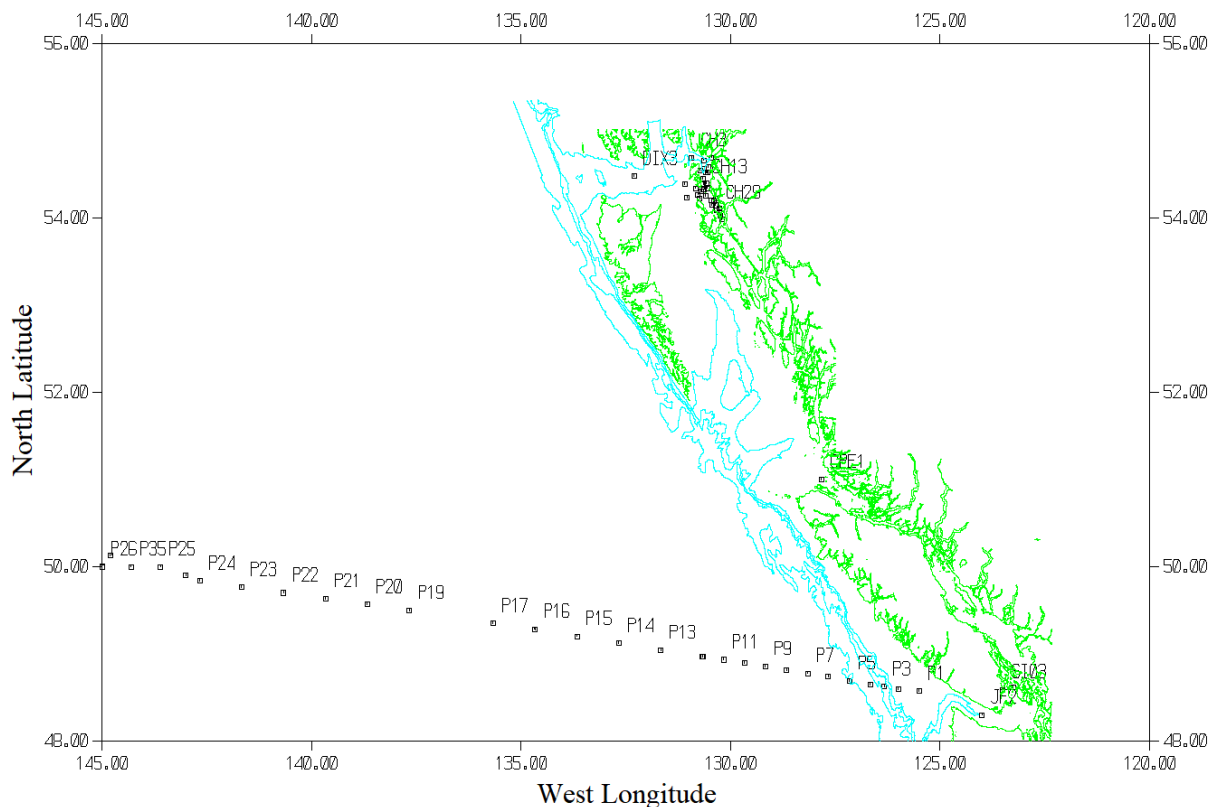 145.00 140.00 135.00 130.00 125.00 120.00
56.00 56.00
DIX3
CH13
CH29
54.00 54.00
North Latitude
52.00 52.00
CPE1
50.00 50.00
P26 P35 P25 P24 P23 P22 P21 P20 P19
P17 P16 P15 P14 P13 P11 P9 P7 P5 P3 P1
SI03
JF2
48.00 48.00
145.00 140.00 135.00 130.00 125.00 120.00
West Longitude